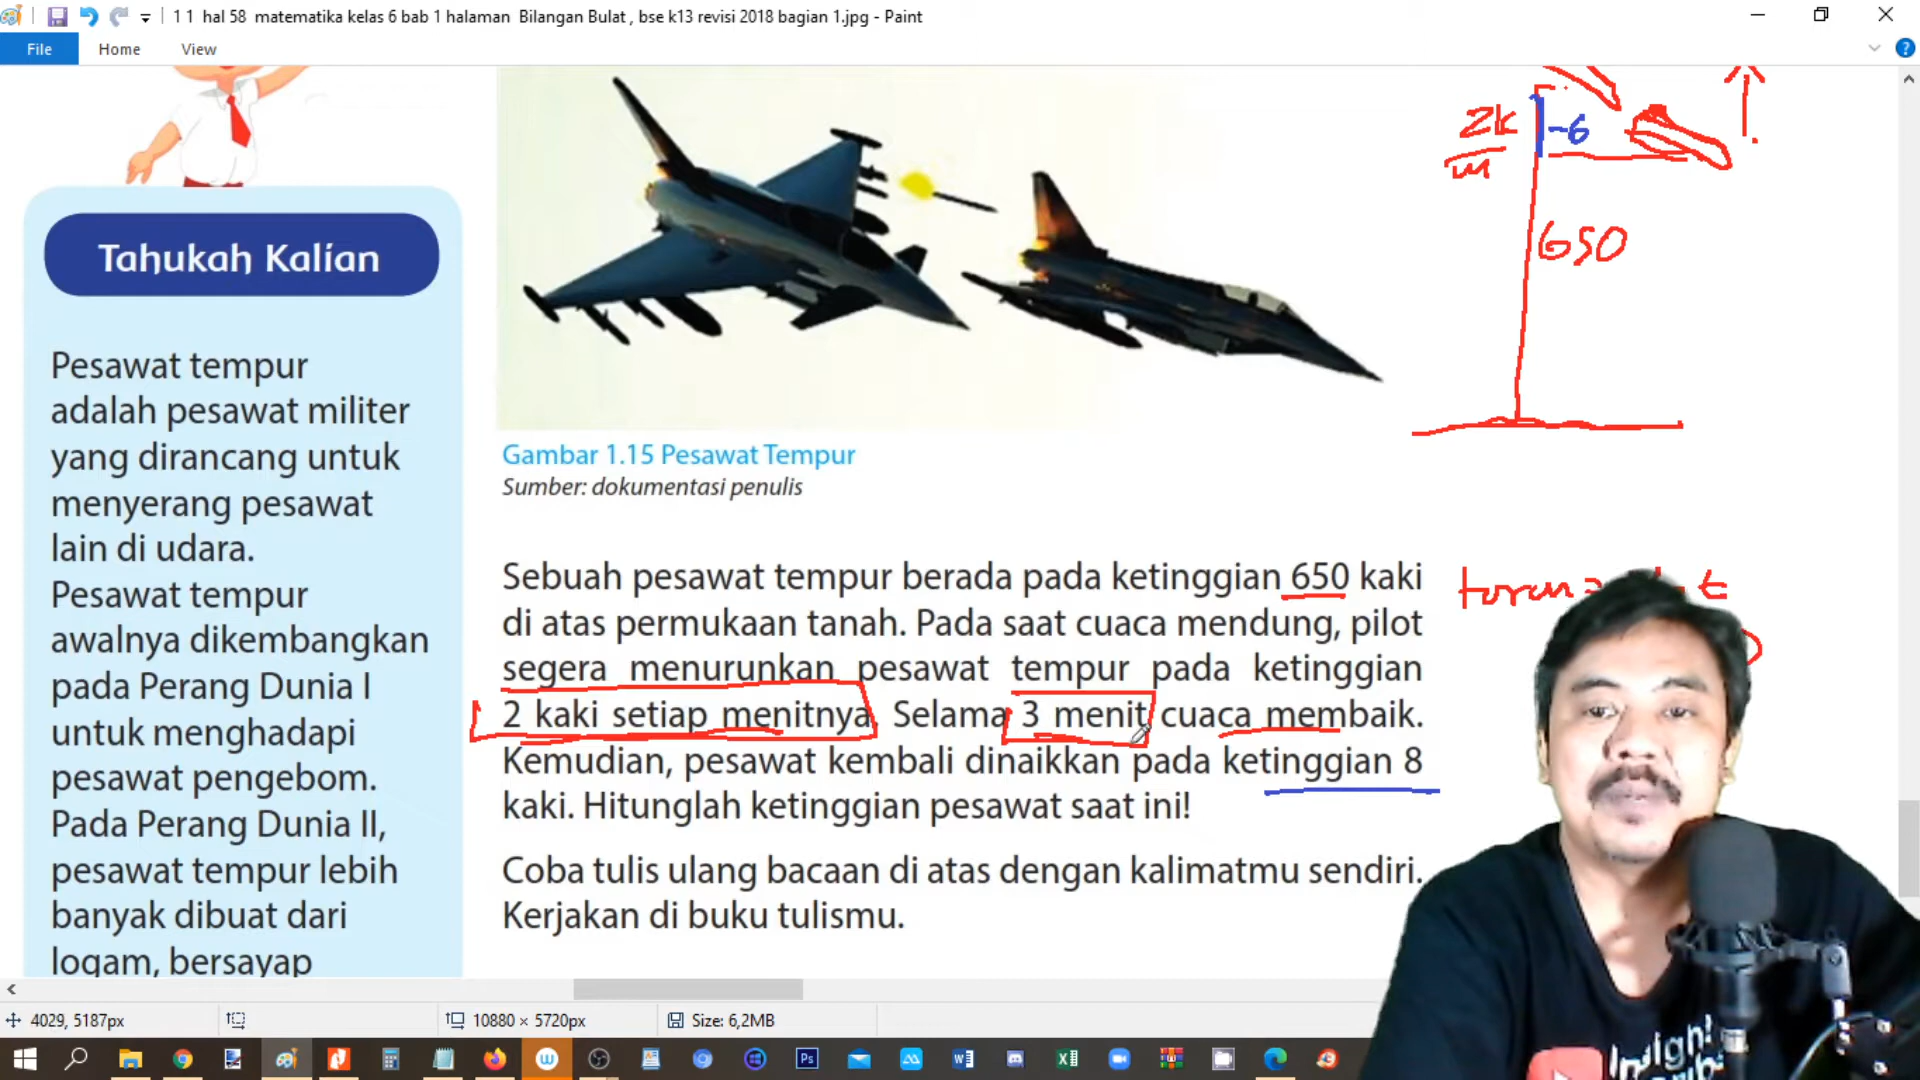 1 1 hal 58 matematika kelas 6 bab 1 halaman Bilangan Bulat , bse k13 revisi 2018 bagian 1.jpg - Paint
File Home View
Tahukah Kalian
Pesawat tempur
adalah pesawat militer
yang dirancang untuk
menyerang pesawat
lain di udara.
Pesawat tempur
awalnya dikembangkan
pada Perang Dunia I
untuk menghadapi
pesawat pengebom.
Pada Perang Dunia II,
pesawat tempur lebih
banyak dibuat dari
logam, bersayap
Gambar 1.15 Pesawat Tempur
Sumber: dokumentasi penulis
Sebuah pesawat tempur berada pada ketinggian 650 kaki
di atas permukaan tanah. Pada saat cuaca mendung, pilot
segera menurunkan pesawat tempur pada ketinggian
2 kaki setiap menitnya. Selama 3 menit cuaca membaik.
Kemudian, pesawat kembali dinaikkan pada ketinggian 8
kaki. Hitunglah ketinggian pesawat saat ini!
Coba tulis ulang bacaan di atas dengan kalimatmu sendiri.
Kerjakan di buku tulismu.
2k
m
-6
650
4029, 5187px
10880 × 5720px
Size: 6,2MB